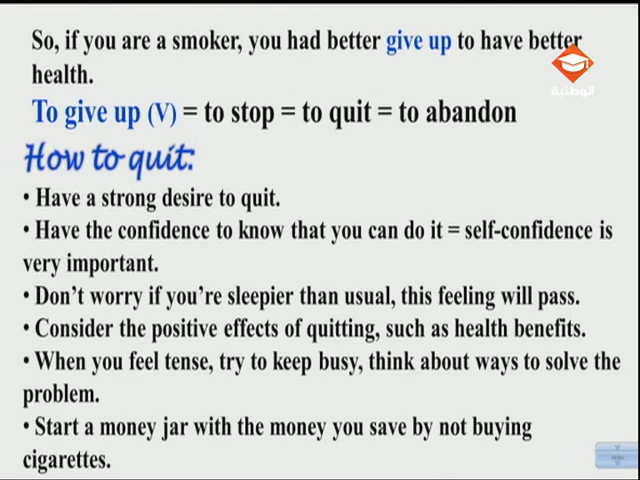 So, if you are a smoker, you had better give up to have better
health.
الوطنية
To give up (V) = to stop = to quit = to abandon
How to quit:
• Have a strong desire to quit.
• Have the confidence to know that you can do it = self-confidence is
very important.
• Don't worry if you're sleepier than usual, this feeling will pass.
• Consider the positive effects of quitting, such as health benefits.
• When you feel tense, try to keep busy, think about ways to solve the
problem.
• Start a money jar with the money you save by not buying
cigarettes.